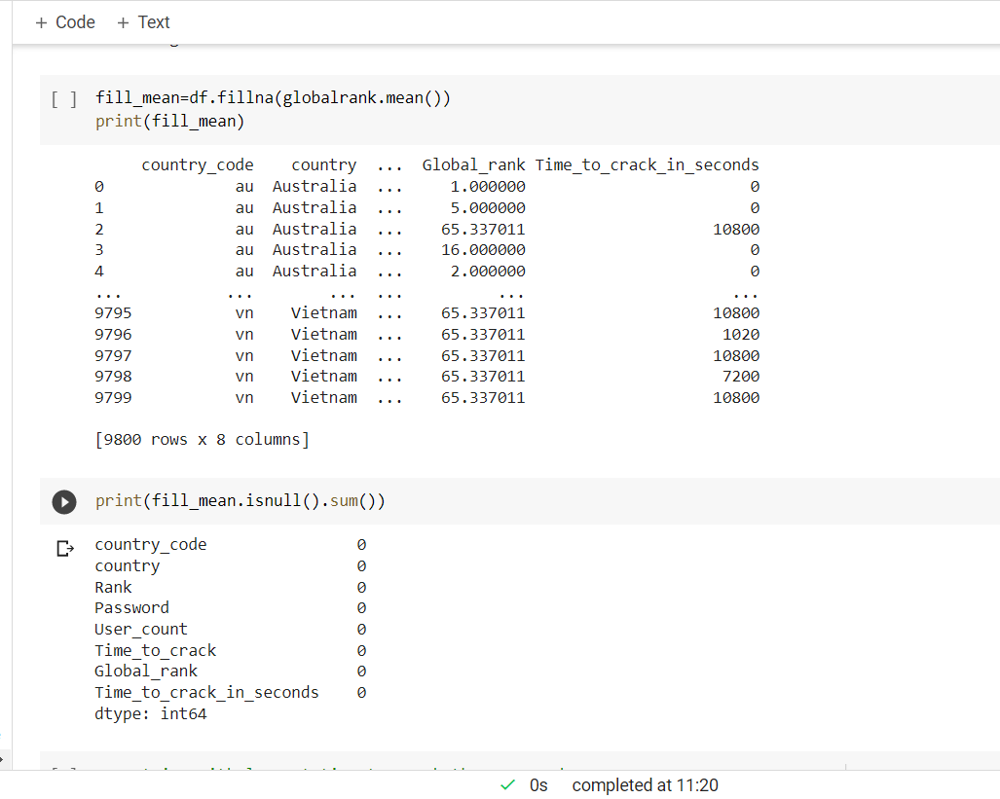 + Code + Text
[ ] fill_mean=df.fillna(globalrank.mean())
print(fill_mean)
country_code country ... Global_rank Time_to_crack_in_seconds
0 au Australia ... 1.000000 0
1 au Australia ... 5.000000 0
2 au Australia ... 65.337011 10800
3 au Australia ... 16.000000 0
4 au Australia ... 2.000000 0
... ... ... ... ... ...
9795 vn Vietnam ... 65.337011 10800
9796 vn Vietnam ... 65.337011 1020
9797 vn Vietnam ... 65.337011 10800
9798 vn Vietnam ... 65.337011 7200
9799 vn Vietnam ... 65.337011 10800
[9800 rows x 8 columns]
print(fill_mean.isnull().sum())
country_code 0
country 0
Rank 0
Password 0
User_count 0
Time_to_crack 0
Global_rank 0
Time_to_crack_in_seconds 0
dtype: int64
0s completed at 11:20